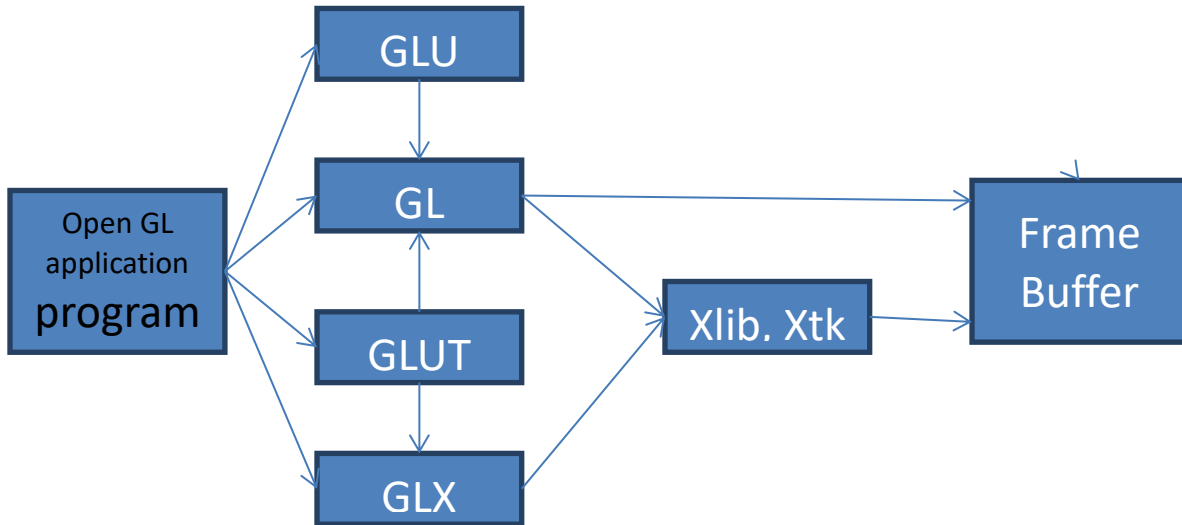 GLU
GL
Open GL
application
program
GLUT
GLX
Xlib, Xtk
Frame
Buffer